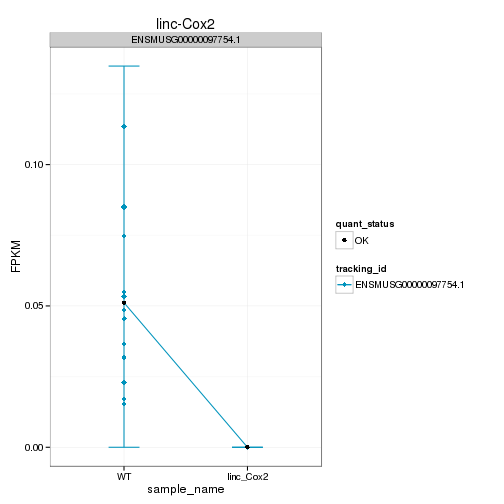 linc-Cox2
ENSMUSG00000097754.1
0.10
0.05
0.00
FPKM
WT
linc_Cox2
sample_name
quant_status
OK
tracking_id
ENSMUSG00000097754.1